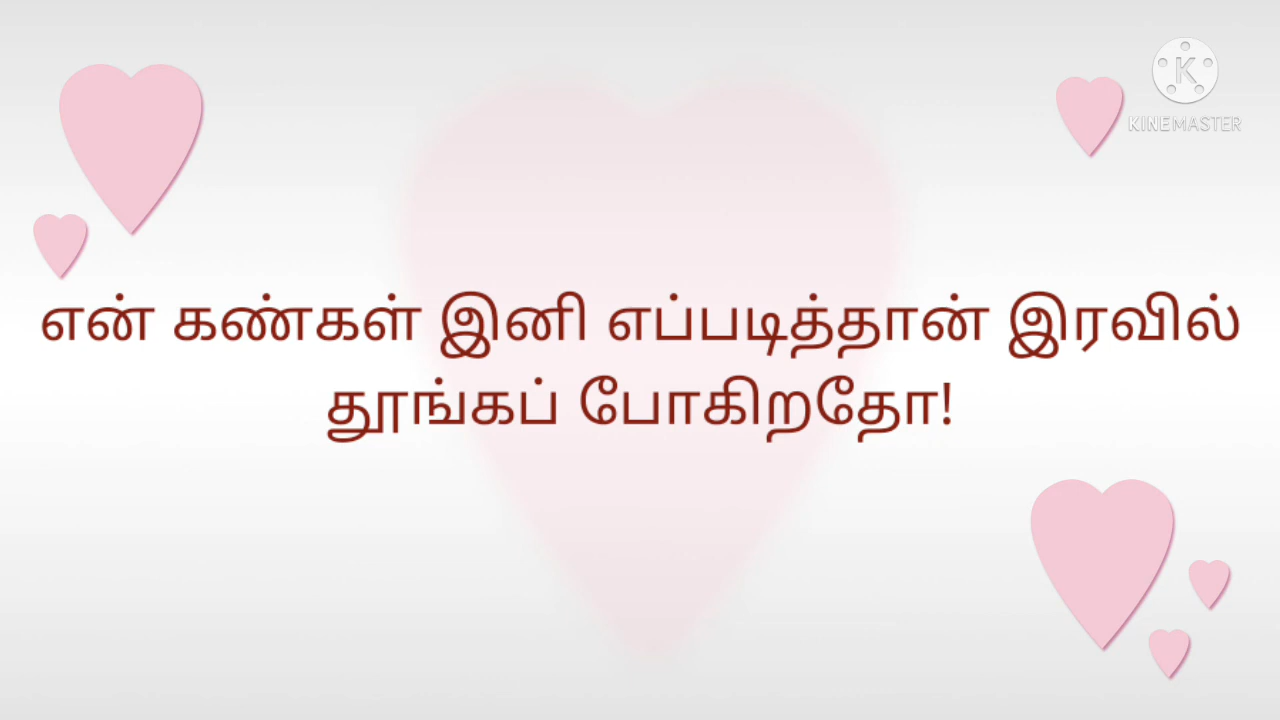 KINEMASTER
என் கண்கள் இனி எப்படித்தான் இரவில்
தூங்கப் போகிறதோ!